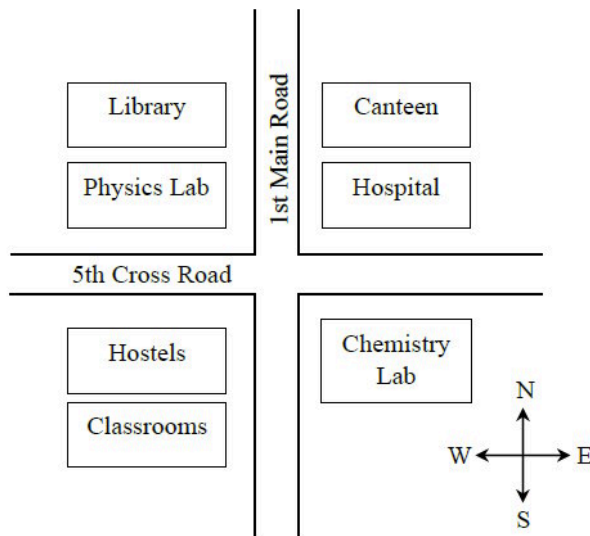 Library
Canteen
1st Main Road
Physics Lab
Hospital
5th Cross Road
Hostels
Chemistry
Lab
Classrooms
N
W
E
S